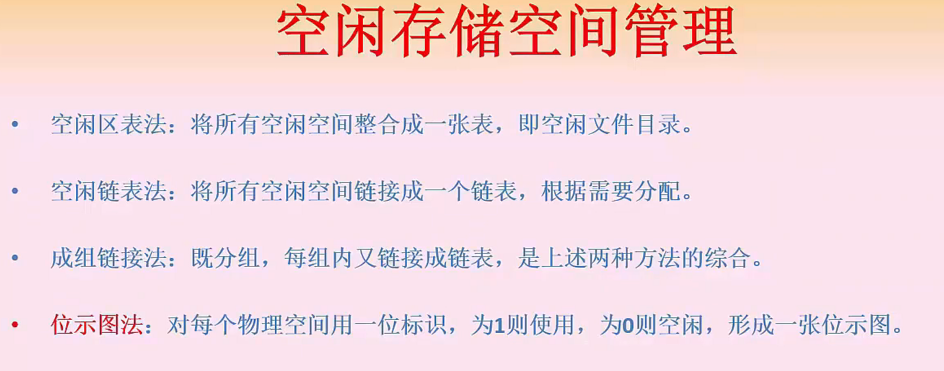 空闲存储空间管理
• 空闲区表法：将所有空闲空间整合成一张表，即空闲文件目录。
• 空闲链表法：将所有空闲空间链接成一个链表，根据需要分配。
• 成组链接法：既分组，每组内又链接成链表，是上述两种方法的综合。
• 位示图法：对每个物理空间用一位标识，为1则使用，为0则空闲，形成一张位示图。